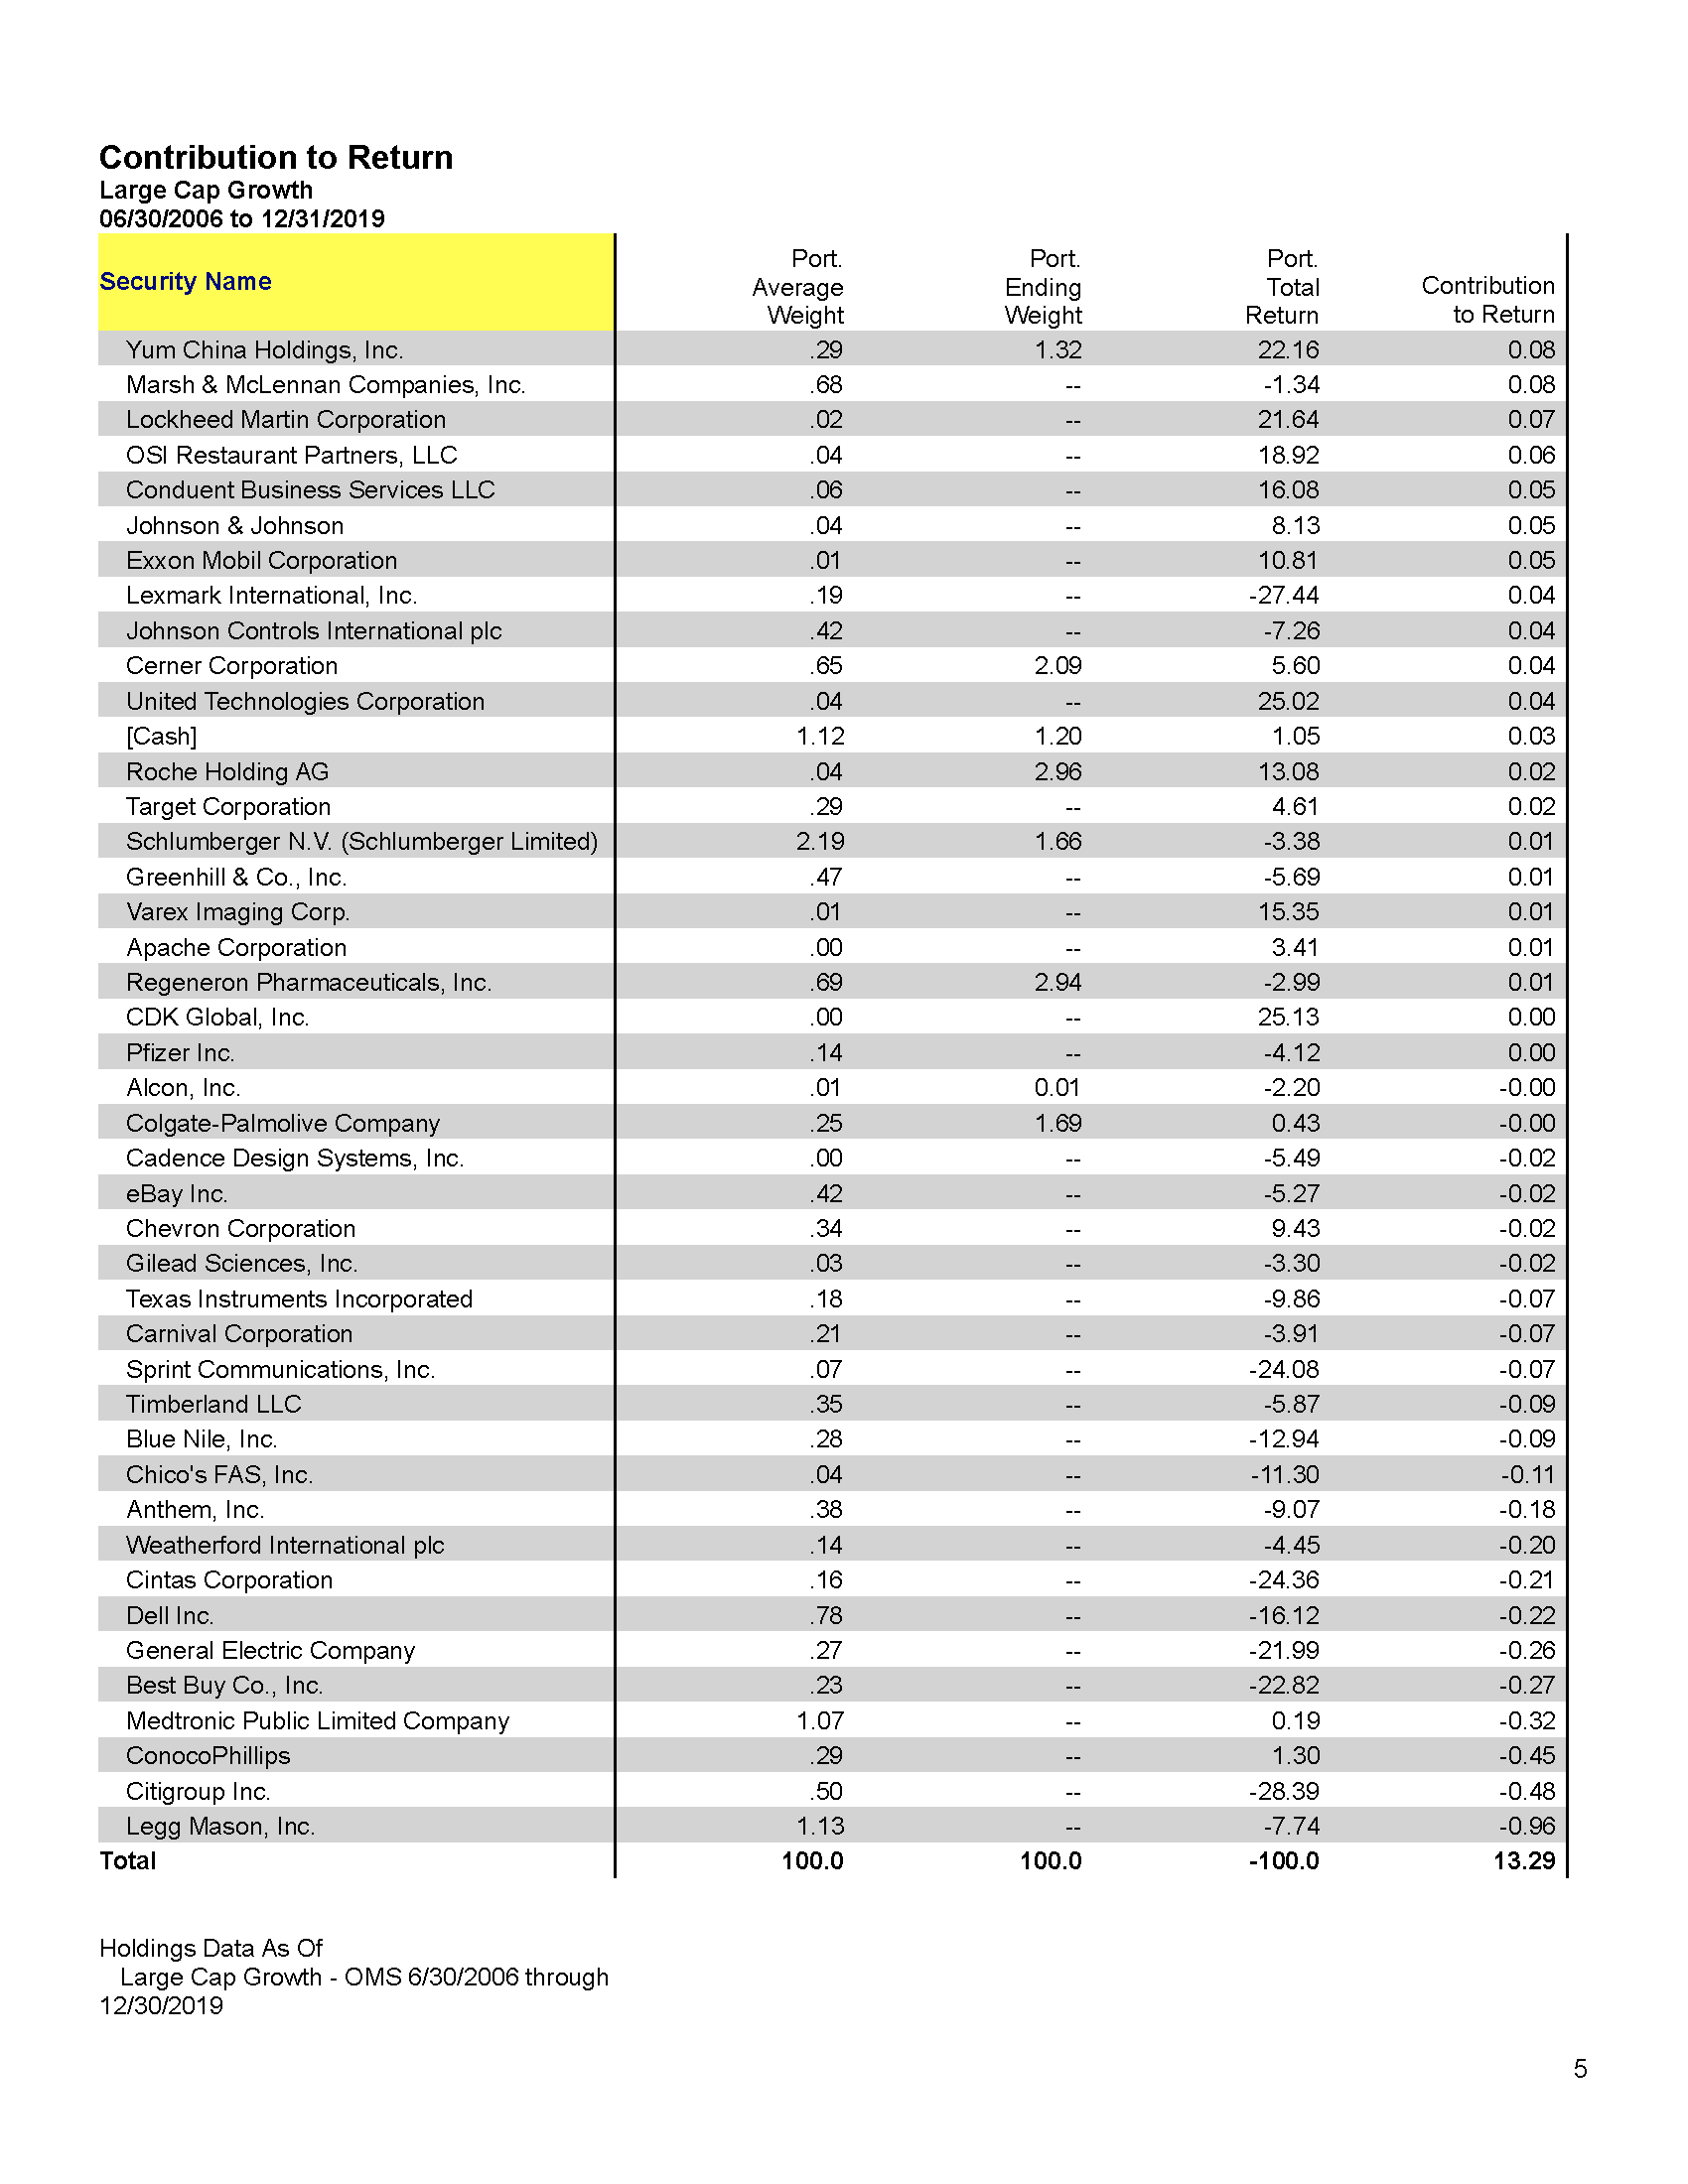 Contribution to Return
Large Cap Growth
06/30/2006 to 12/31/2019
Security Name Port. Average Weight Port. Ending Weight Port. Total Return Contribution to Return
Yum China Holdings, Inc. .29 1.32 22.16 0.08
Marsh & McLennan Companies, Inc. .68 -- -1.34 0.08
Lockheed Martin Corporation .02 -- 21.64 0.07
OSI Restaurant Partners, LLC .04 -- 18.92 0.06
Conduent Business Services LLC .06 -- 16.08 0.05
Johnson & Johnson .04 -- 8.13 0.05
Exxon Mobil Corporation .01 -- 10.81 0.05
Lexmark International, Inc. .19 -- -27.44 0.04
Johnson Controls International plc .42 -- -7.26 0.04
Cerner Corporation .65 2.09 5.60 0.04
United Technologies Corporation .04 -- 25.02 0.04
[Cash] 1.12 1.20 1.05 0.03
Roche Holding AG .04 2.96 13.08 0.02
Target Corporation .29 -- 4.61 0.02
Schlumberger N.V. (Schlumberger Limited) 2.19 1.66 -3.38 0.01
Greenhill & Co., Inc. .47 -- -5.69 0.01
Varex Imaging Corp. .01 -- 15.35 0.01
Apache Corporation .00 -- 3.41 0.01
Regeneron Pharmaceuticals, Inc. .69 2.94 -2.99 0.01
CDK Global, Inc. .00 -- 25.13 0.00
Pfizer Inc. .14 -- -4.12 0.00
Alcon, Inc. .01 0.01 -2.20 -0.00
Colgate-Palmolive Company .25 1.69 0.43 -0.00
Cadence Design Systems, Inc. .00 -- -5.49 -0.02
eBay Inc. .42 -- -5.27 -0.02
Chevron Corporation .34 -- 9.43 -0.02
Gilead Sciences, Inc. .03 -- -3.30 -0.02
Texas Instruments Incorporated .18 -- -9.86 -0.07
Carnival Corporation .21 -- -3.91 -0.07
Sprint Communications, Inc. .07 -- -24.08 -0.07
Timberland LLC .35 -- -5.87 -0.09
Blue Nile, Inc. .28 -- -12.94 -0.09
Chico's FAS, Inc. .04 -- -11.30 -0.11
Anthem, Inc. .38 -- -9.07 -0.18
Weatherford International plc .14 -- -4.45 -0.20
Cintas Corporation .16 -- -24.36 -0.21
Dell Inc. .78 -- -16.12 -0.22
General Electric Company .27 -- -21.99 -0.26
Best Buy Co., Inc. .23 -- -22.82 -0.27
Medtronic Public Limited Company 1.07 -- 0.19 -0.32
ConocoPhillips .29 -- 1.30 -0.45
Citigroup Inc. .50 -- -28.39 -0.48
Legg Mason, Inc. 1.13 -- -7.74 -0.96
Total 100.0 100.0 -100.0 13.29
Holdings Data As Of
Large Cap Growth - OMS 6/30/2006 through
12/30/2019
5